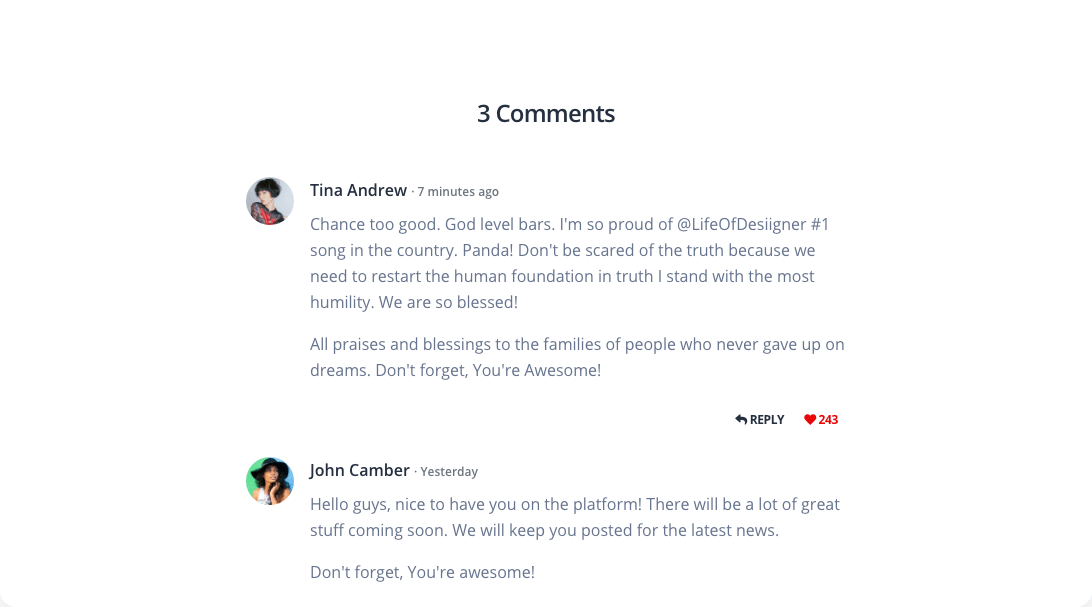 3 Comments
Tina Andrew · 7 minutes ago
Chance too good. God level bars. I'm so proud of @LifeOfDesiigner #1
song in the country. Panda! Don't be scared of the truth because we
need to restart the human foundation in truth I stand with the most
humility. We are so blessed!
All praises and blessings to the families of people who never gave up on
dreams. Don't forget, You're Awesome!
REPLY 243
John Camber · Yesterday
Hello guys, nice to have you on the platform! There will be a lot of great
stuff coming soon. We will keep you posted for the latest news.
Don't forget, You're awesome!